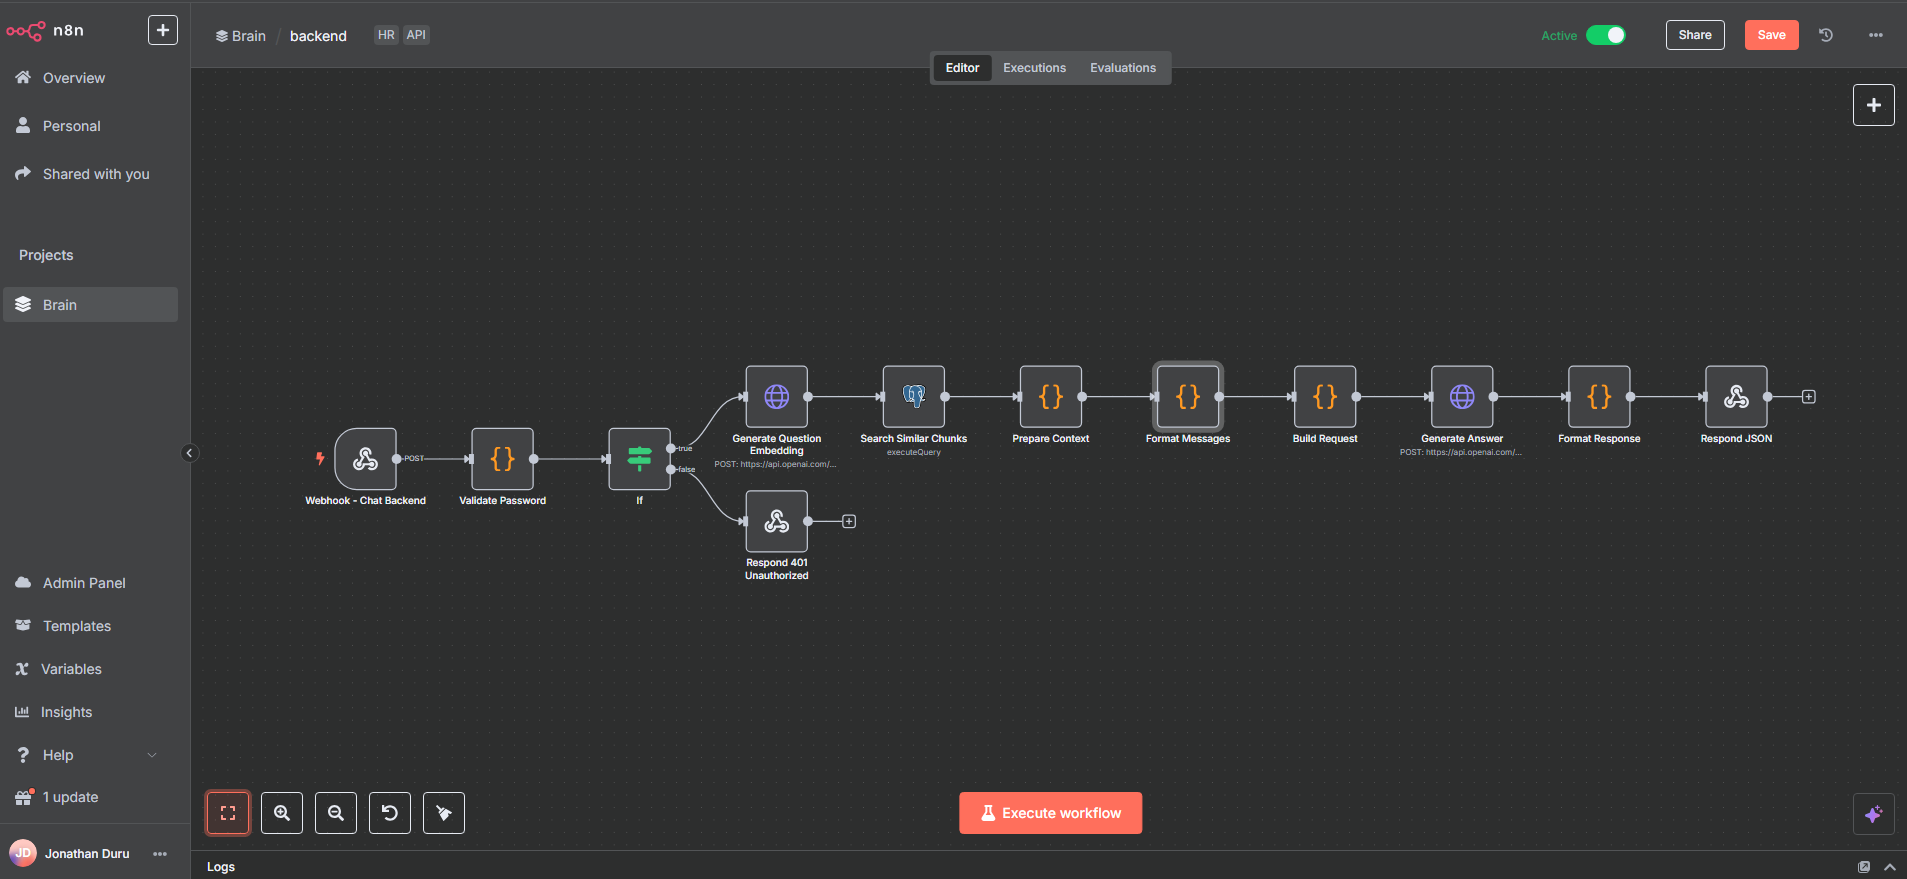 n8n
Brain / backend HR API
Active
Share
Save
Editor Executions Evaluations
Overview
Personal
Shared with you
Projects
Brain
Admin Panel
Templates
Variables
Insights
Help
1 update
JD Jonathan Duru
Webhook - Chat Backend
POST
Validate Password
If
true
false
Generate Question
Embedding
POST: https://api.openai.com/...
Search Similar Chunks
executeQuery
Prepare Context
Format Messages
Build Request
Generate Answer
POST: https://api.openai.com/...
Format Response
Respond JSON
Respond 401
Unauthorized
Execute workflow
Logs